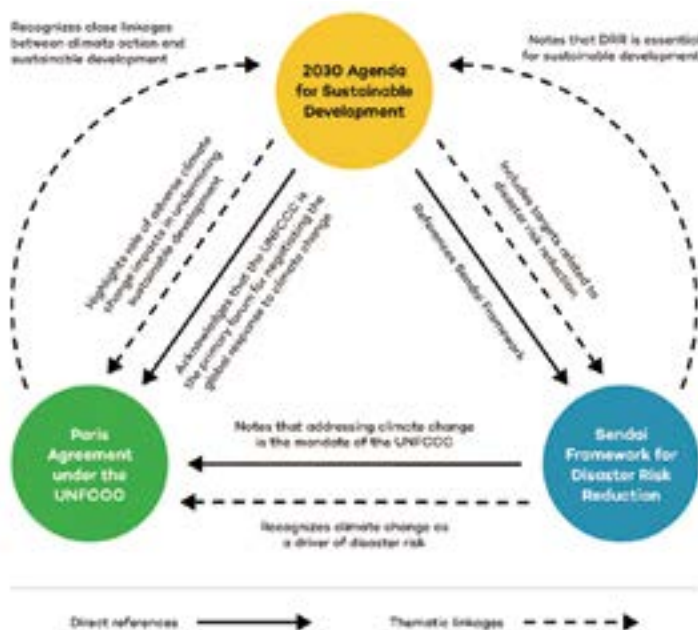 Recognizes close linkages
between climate action and
sustainable development
Notes that DRR is essential
for sustainable development
2030 Agenda
for Sustainable
Development
Highlights role of adverse climate
change impacts in undermining
sustainable development
Acknowledges that the UNFCCC is
the primary forum for negotiating the
global response to climate change
References Sendai Framework
Includes targets related to
disaster risk reduction
Paris
Agreement
under the
UNFCCC
Notes that addressing climate change
is the mandate of the UNFCCC
Sendai
Framework for
Disaster Risk
Reduction
Recognizes climate change as
a driver of disaster risk
Direct references
Thematic linkages